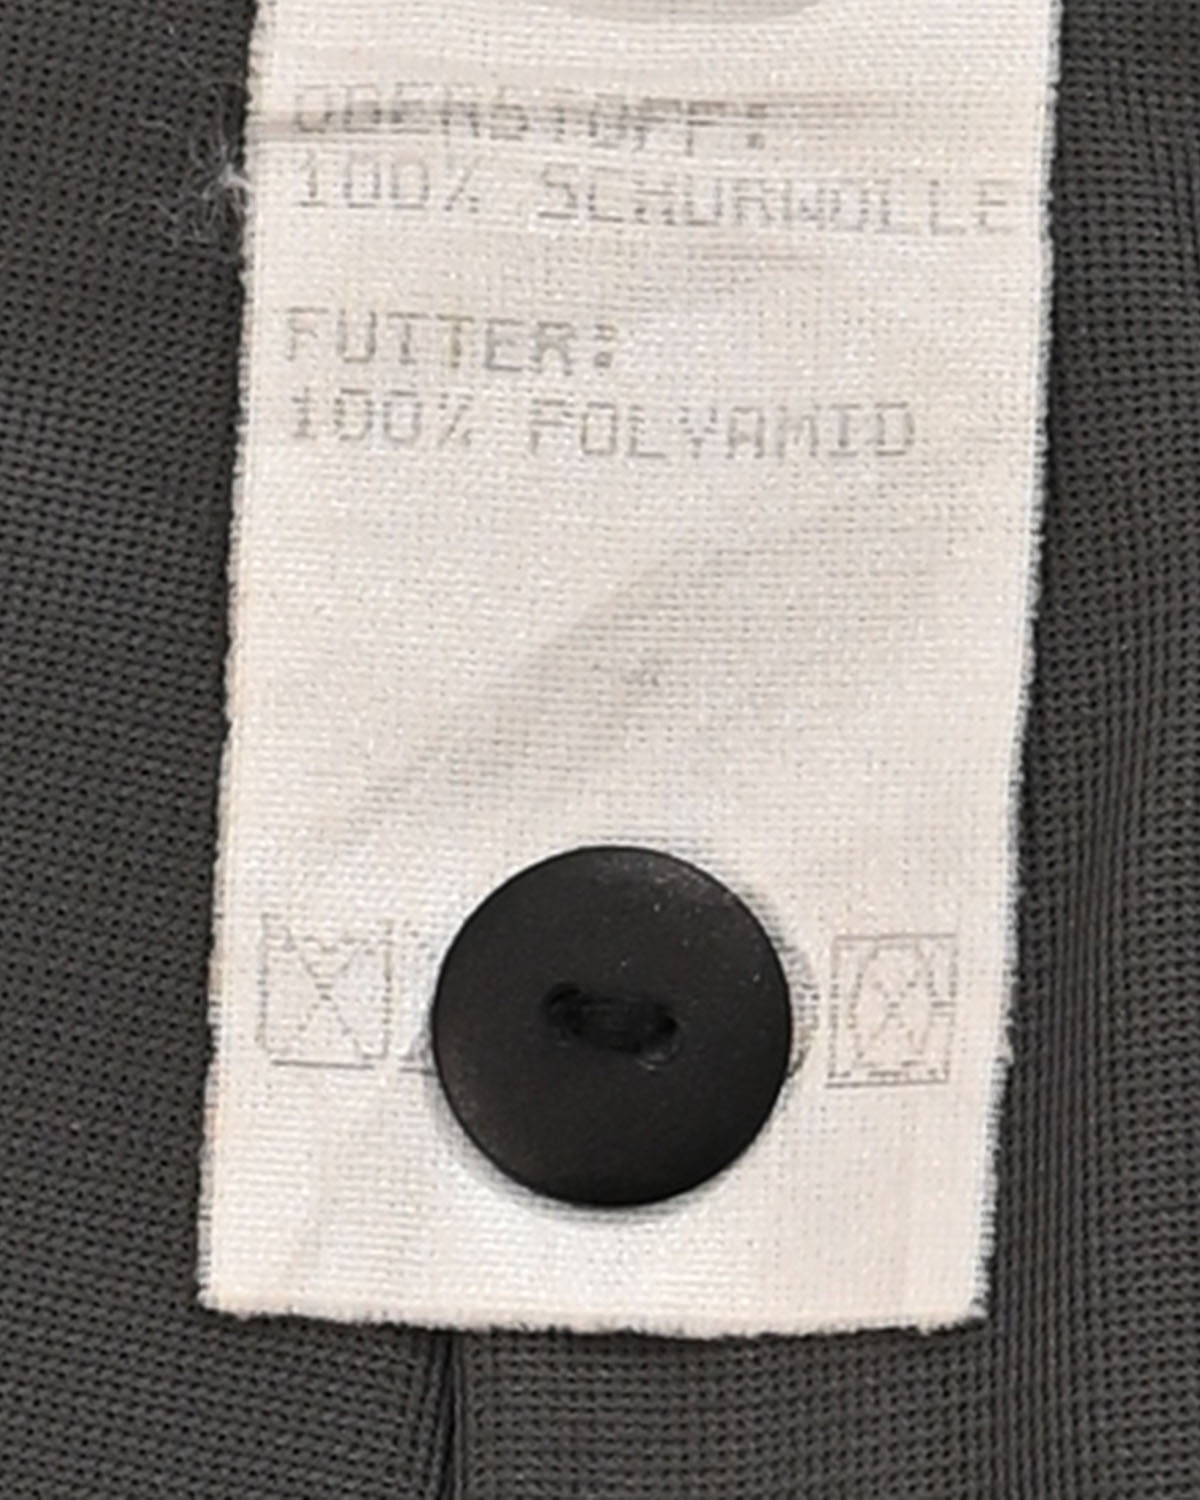 OBERSTOFF:
100% SCHURWOLLE
FUTTER:
100% POLYAMID